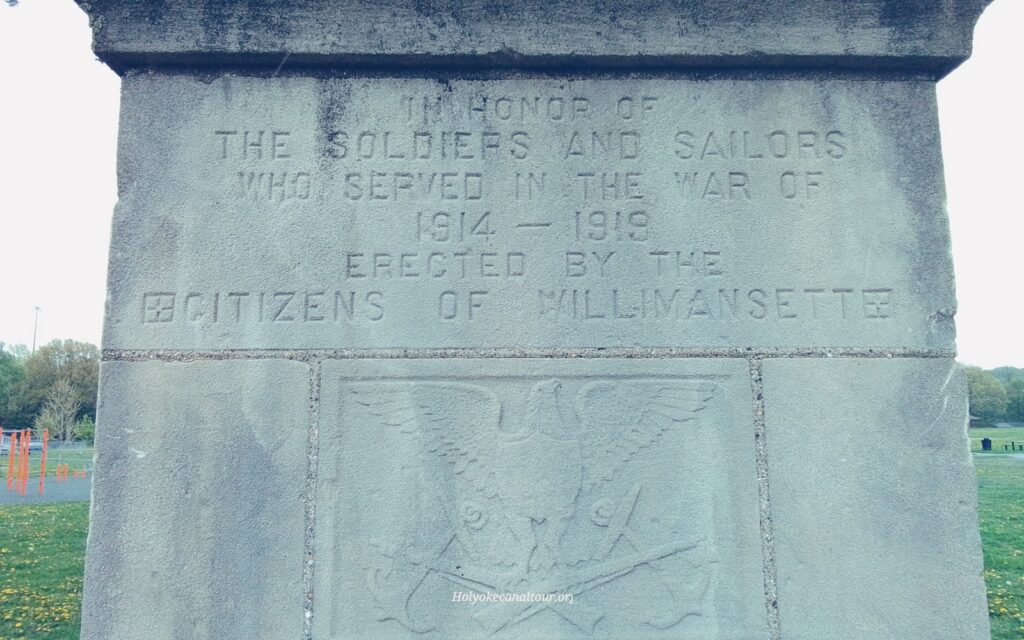 IN HONOR OF
THE SOLDIERS AND SAILORS
WHO SERVED IN THE WAR OF
1914 — 1919
ERECTED BY THE
CITIZENS OF WILLIMANSETT
Holyokecanaltour.org